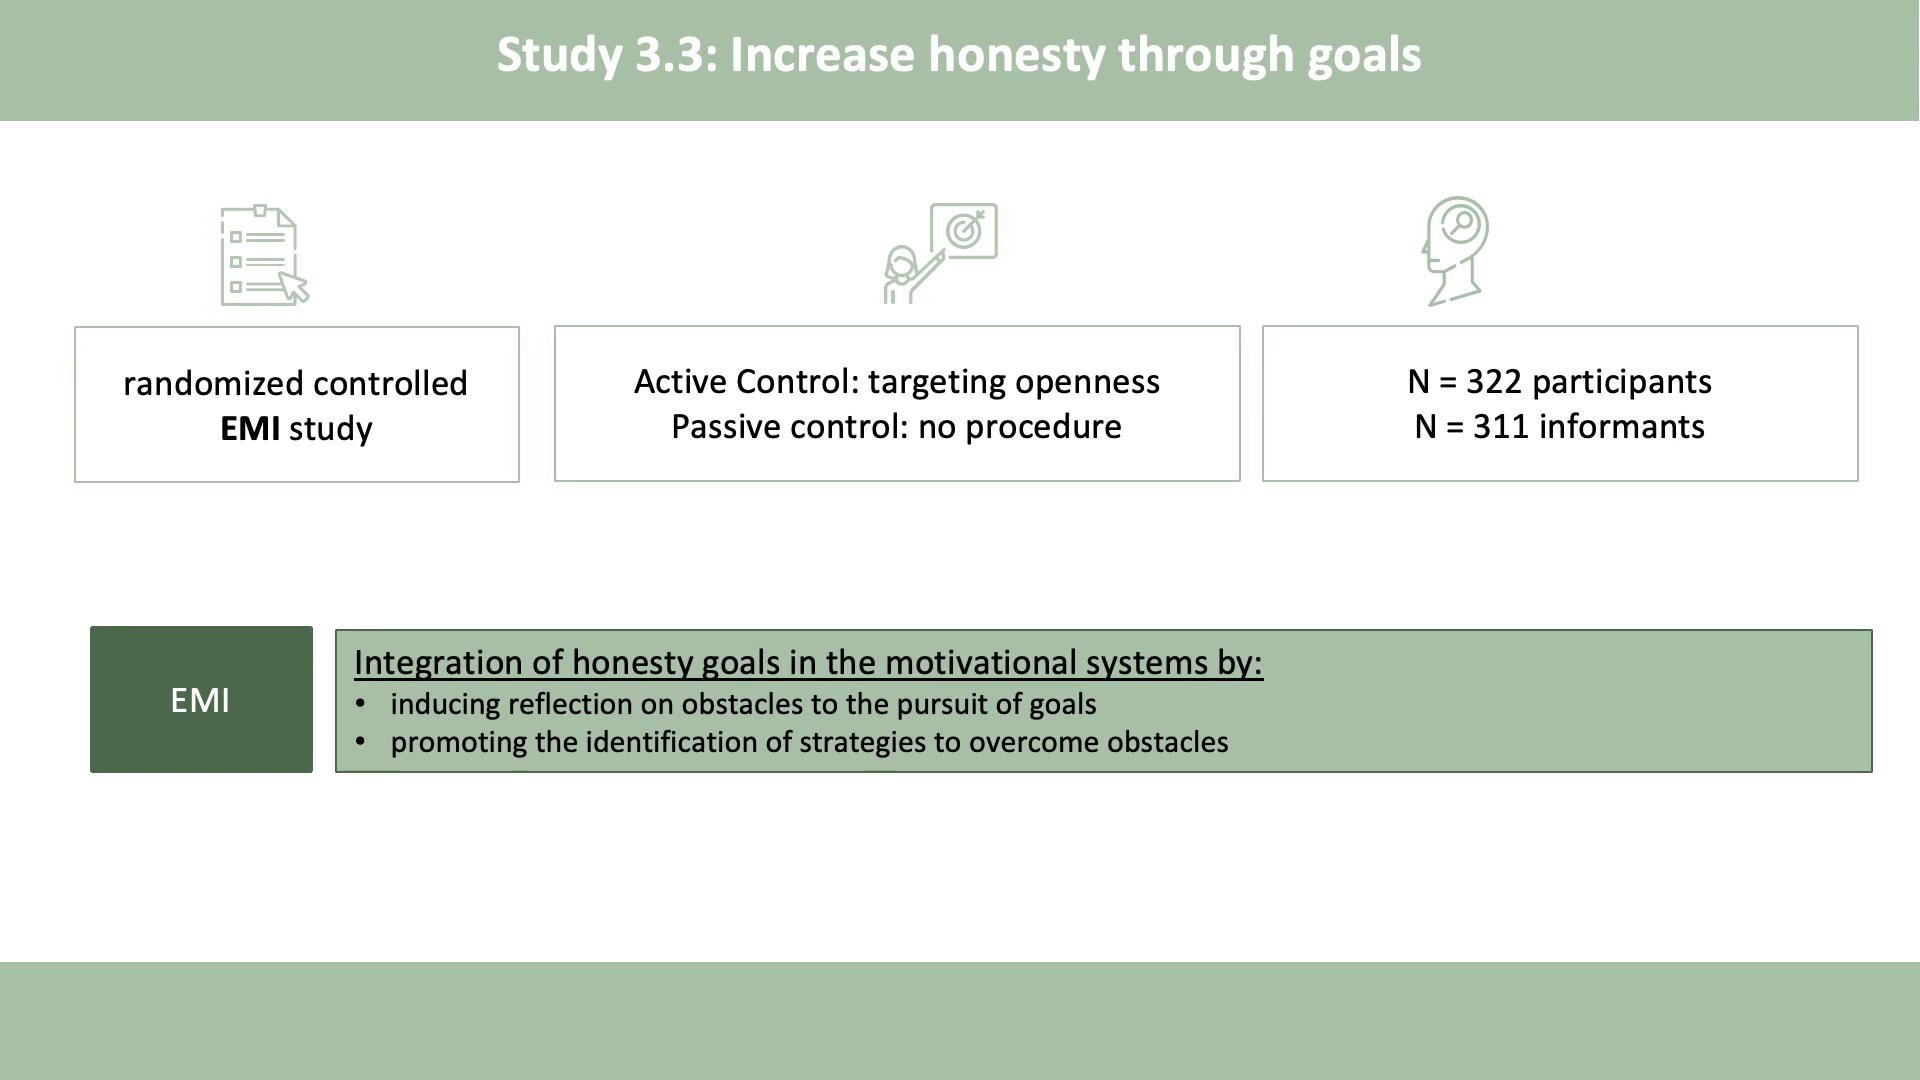 Study 3.3: Increase honesty through goals
randomized controlled
EMI study
Active Control: targeting openness
Passive control: no procedure
N = 322 participants
N = 311 informants
EMI
Integration of honesty goals in the motivational systems by:
• inducing reflection on obstacles to the pursuit of goals
• promoting the identification of strategies to overcome obstacles